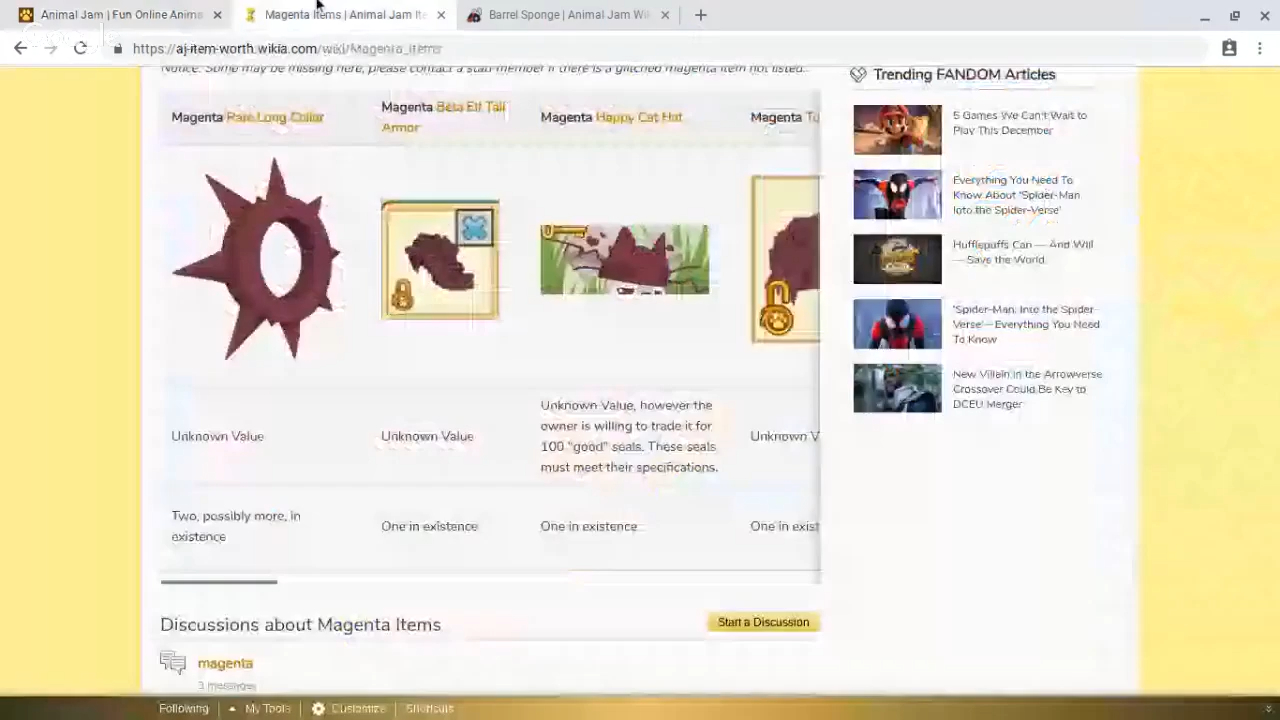 Animal Jam | Fun Online Anima
Magenta Items | Animal Jam Ite
Barrel Sponge | Animal Jam Wi
https://aj-item-worth.wikia.com/wiki/Magenta_Items
Notice: Some may be missing here, please contact a staff member if there is a glitched magenta item not listed...
Magenta Rare Long Collar
Magenta Beta Elf Tail
Armor
Magenta Happy Cat Hat
Magenta Tu
Unknown Value
Unknown Value
Unknown Value, however the
owner is willing to trade it for
100 "good" seals. These seals
must meet their specifications.
Unknown V
Two, possibly more, in
existence
One in existence
One in existence
One in exist
Discussions about Magenta Items
Start a Discussion
magenta
3 messages
Trending FANDOM Articles
5 Games We Can't Wait to
Play This December
Everything You Need To
Know About 'Spider-Man
Into the Spider-Verse'
Hufflepuffs Can — And Will
— Save the World
'Spider-Man: Into the Spider-
Verse'—Everything You Need
To Know
New Villain in the Arrowverse
Crossover Could Be Key to
DCEU Merger
Following
My Tools
Customize
Shortcuts